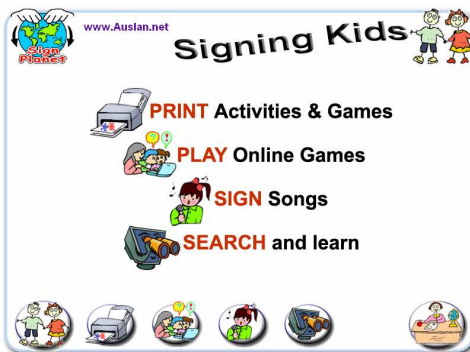 www.Auslan.net
Signing Kids
Sign
Planet
PRINT Activities & Games
PLAY Online Games
SIGN Songs
SEARCH and learn